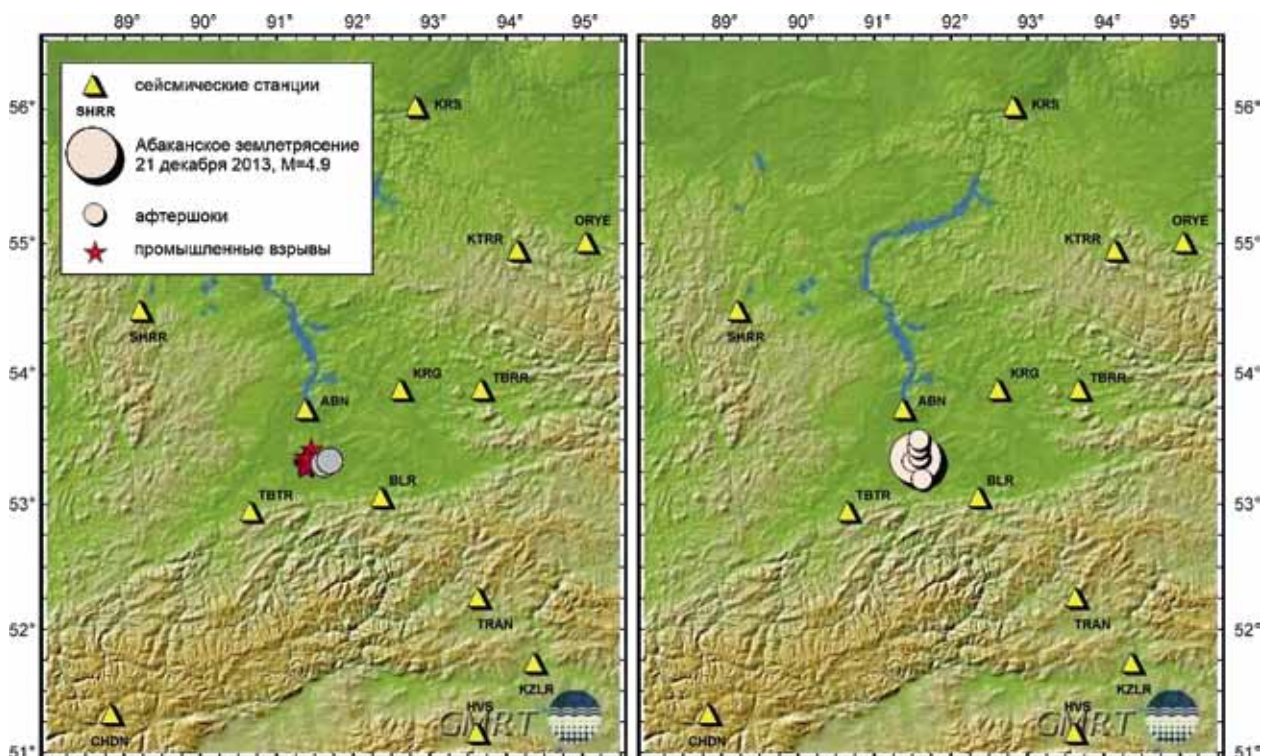 89° 90° 91° 92° 93° 94° 95°
89° 90° 91° 92° 93° 94° 95°
сейсмические станции
SHRR
Абаканское землетрясение
21 декабря 2013, M=4.9
афтершоки
промышленные взрывы
56°
55°
54°
53°
52°
51°
KRS
ORYE
KTRR
SHRR
KRG
TBRR
ABN
TBTR
BLR
TRAN
KZLR
HVS
CHDN
GMRT
KRS
ORYE
KTRR
SHRR
KRG
TBRR
ABN
TBTR
BLR
TRAN
KZLR
HVS
CHDN
GMRT
56°
55°
54°
53°
52°
51°